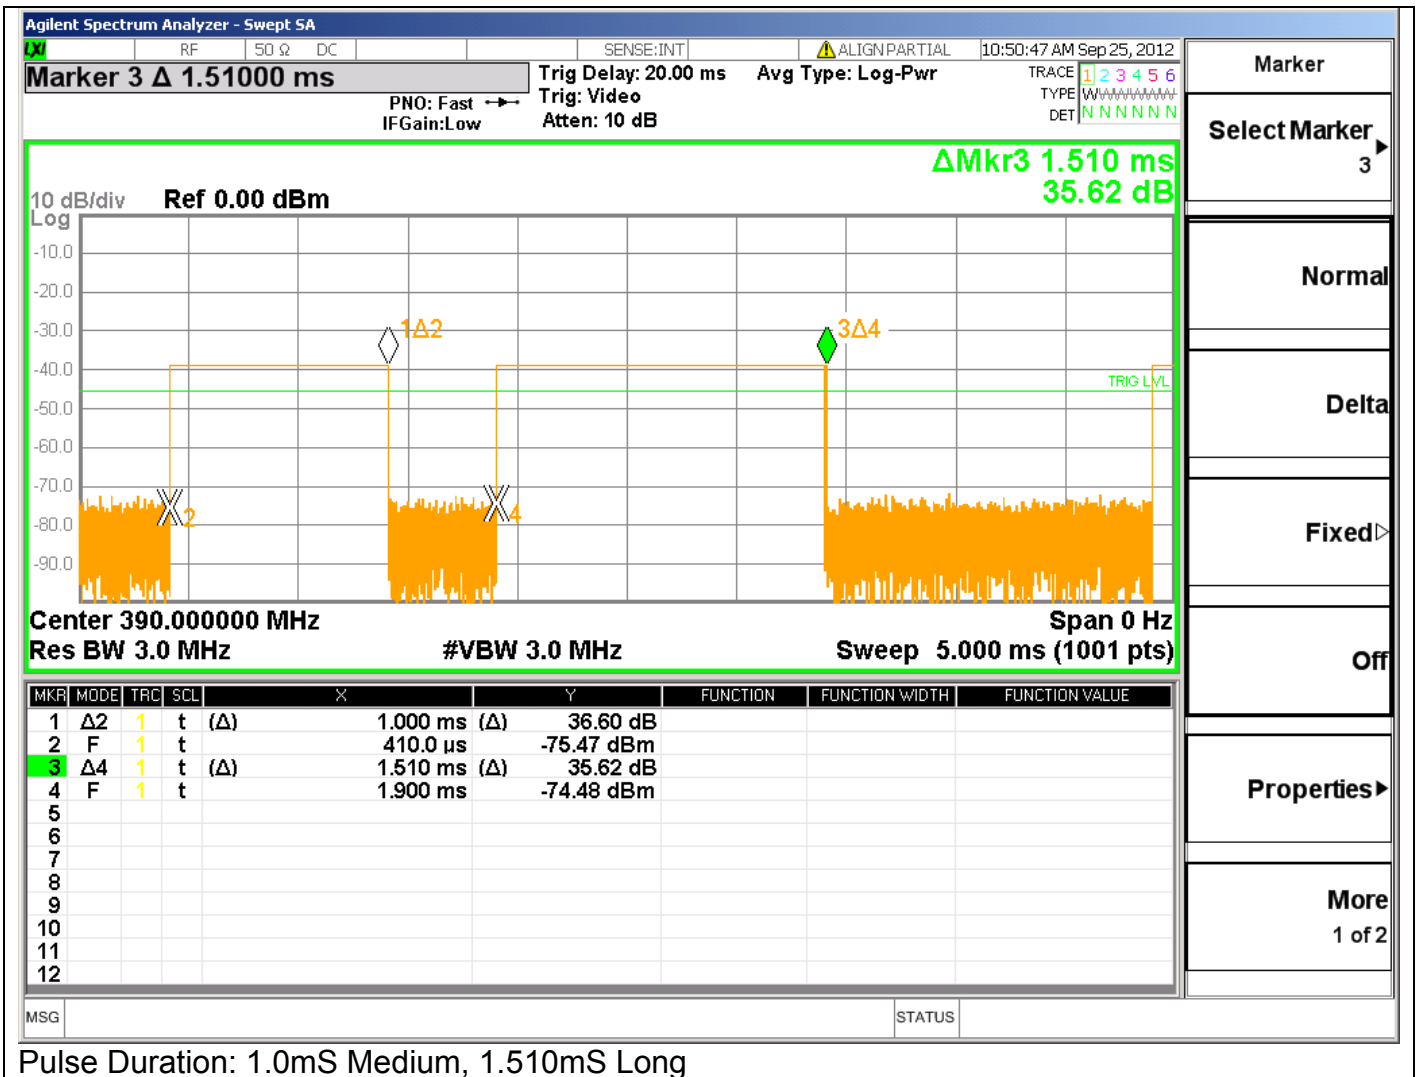 Agilent Spectrum Analyzer - Swept SA
LXI RF 50 Ω DC SENSE:INT ALIGN PARTIAL 10:50:47 AM Sep 25, 2012
Marker 3 Δ 1.51000 ms
PNO: Fast
IFGain:Low
Trig Delay: 20.00 ms
Trig: Video
Atten: 10 dB
Avg Type: Log-Pwr
TRACE 1 2 3 4 5 6
TYPE W W W W W W
DET N N N N N N
ΔMkr3 1.510 ms
35.62 dB
10 dB/div Ref 0.00 dBm
Log
-10.0
-20.0
-30.0
-40.0
-50.0
-60.0
-70.0
-80.0
-90.0
1Δ2
3Δ4
TRIG LVL
2
4
Center 390.000000 MHz Span 0 Hz
Res BW 3.0 MHz #VBW 3.0 MHz Sweep 5.000 ms (1001 pts)
MKR MODE TRC SCL X Y FUNCTION FUNCTION WIDTH FUNCTION VALUE
1 Δ2 1 t (Δ) 1.000 ms (Δ) 36.60 dB
2 F 1 t 410.0 µs -75.47 dBm
3 Δ4 1 t (Δ) 1.510 ms (Δ) 35.62 dB
4 F 1 t 1.900 ms -74.48 dBm
5
6
7
8
9
10
11
12
MSG STATUS
Marker
Select Marker
3
Normal
Delta
Fixed
Off
Properties
More
1 of 2
Pulse Duration: 1.0mS Medium, 1.510mS Long